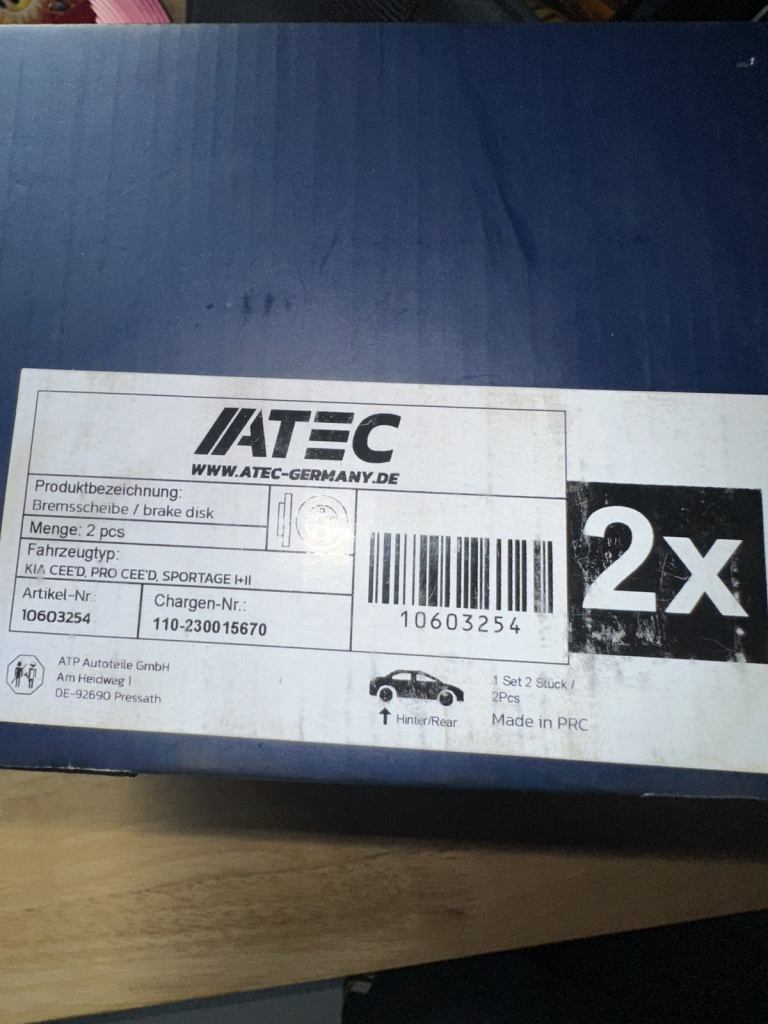 ATEC
WWW.ATEC-GERMANY.DE
Produktbezeichnung:
Bremsscheibe / brake disk
Menge: 2 pcs
Fahrzeugtyp:
KIA CEE'D, PRO CEE'D, SPORTAGE I+II
Artikel-Nr.:
10603254
Chargen-Nr.:
110-230015670
10603254
2x
ATP Autoteile GmbH
Am Heidweg 1
DE-92690 Pressath
Hinter/Rear
1 Set 2 Stück /
2Pcs
Made in PRC